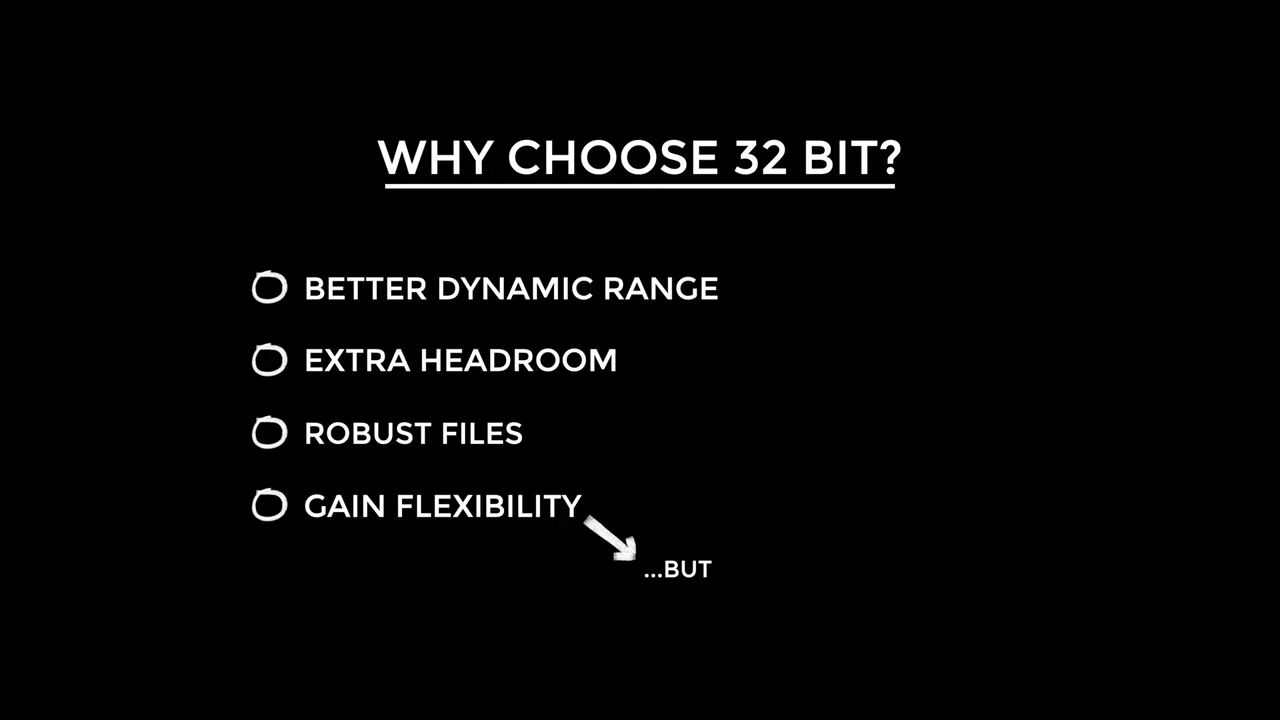 WHY CHOOSE 32 BIT?
BETTER DYNAMIC RANGE
EXTRA HEADROOM
ROBUST FILES
GAIN FLEXIBILITY
...BUT